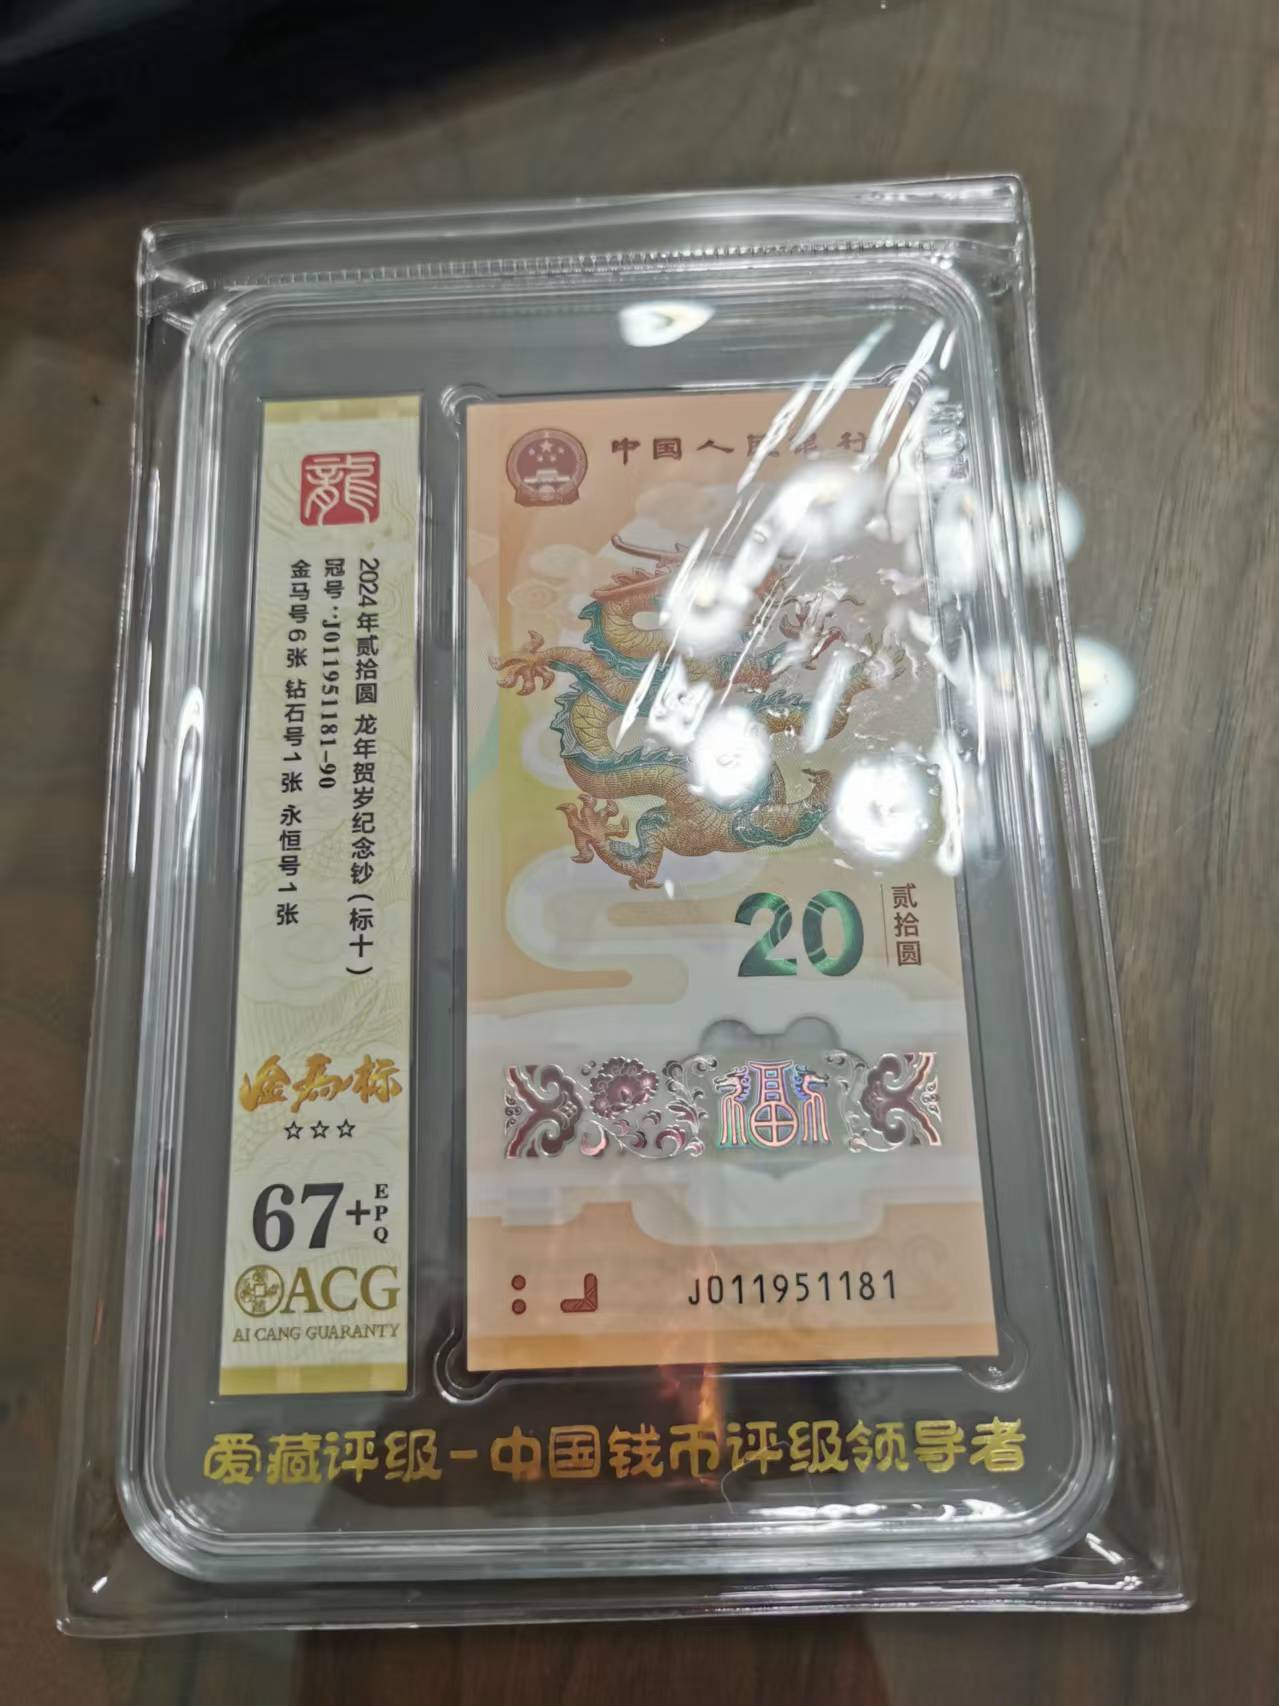 龍
2024年贰拾圆 龙年贺岁纪念钞(标十)
冠号:J011951181-90
金马号6张 钻石号1张 永恒号1张
金马标
☆☆☆
67+EPQ
ACG
AI CANG GUARANTY
中国人民银行
20
贰拾圆
福
J011951181
爱藏评级-中国钱币评级领导者